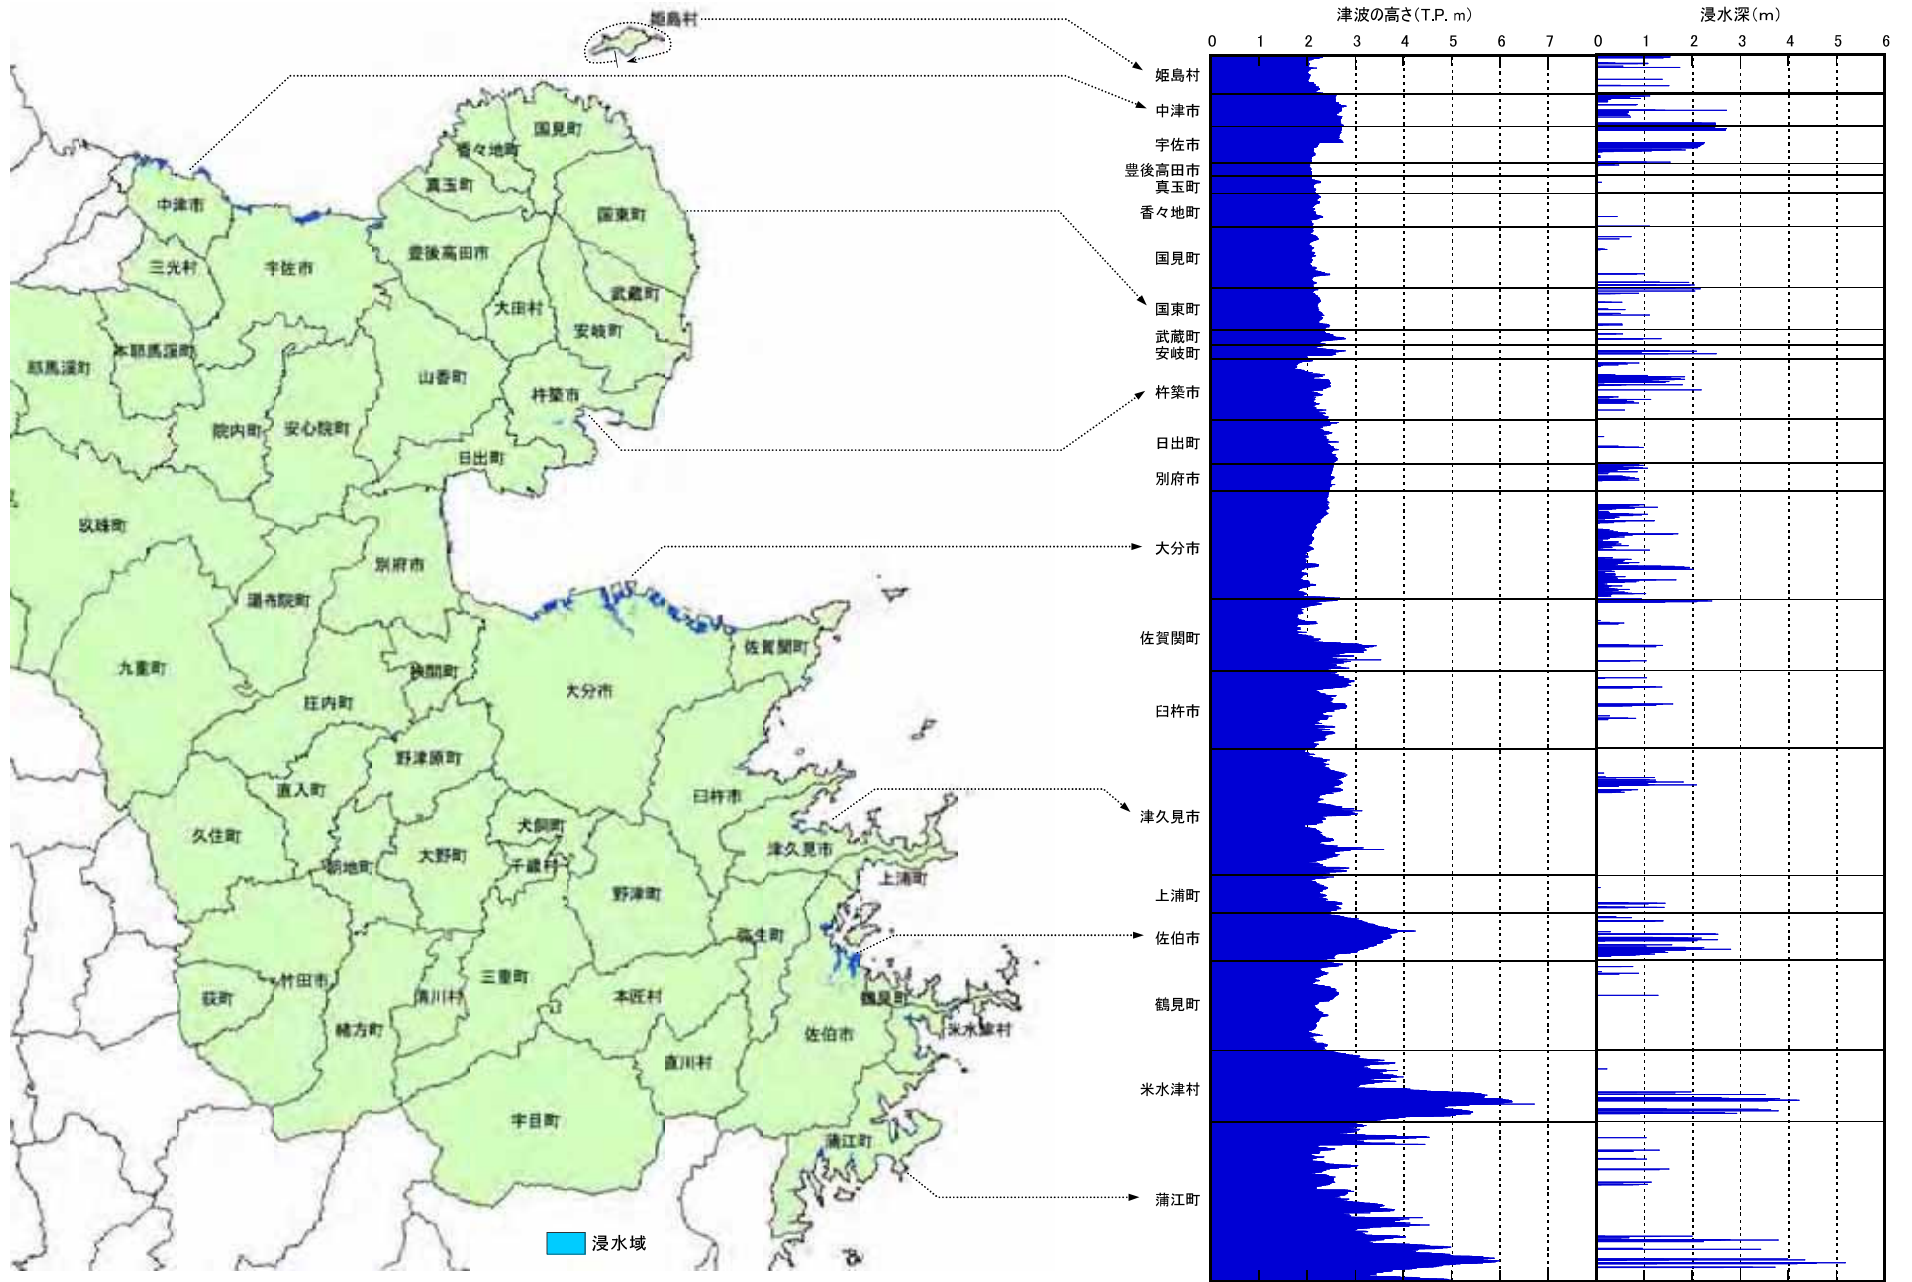 姫島村
国見町
香々地町
真玉町
国東町
中津市
豊後高田市
三光村
宇佐市
大田村
武蔵町
安岐町
本耶馬渓町
耶馬渓町
山香町
杵築市
院内町
安心院町
日出町
玖珠町
別府市
湯布院町
佐賀関町
九重町
挾間町
大分市
庄内町
野津原町
直入町
臼杵市
久住町
犬飼町
朝地町
大野町
千歳村
津久見市
上浦町
野津町
弥生町
竹田市
三重町
荻町
清川村
本匠村
鶴見町
緒方町
佐伯市
米水津村
直川村
宇目町
蒲江町
浸水域
津波の高さ(T.P. m)
0 1 2 3 4 5 6 7
浸水深(m)
0 1 2 3 4 5 6
姫島村
中津市
宇佐市
豊後高田市
真玉町
香々地町
国見町
国東町
武蔵町
安岐町
杵築市
日出町
別府市
大分市
佐賀関町
臼杵市
津久見市
上浦町
佐伯市
鶴見町
米水津村
蒲江町